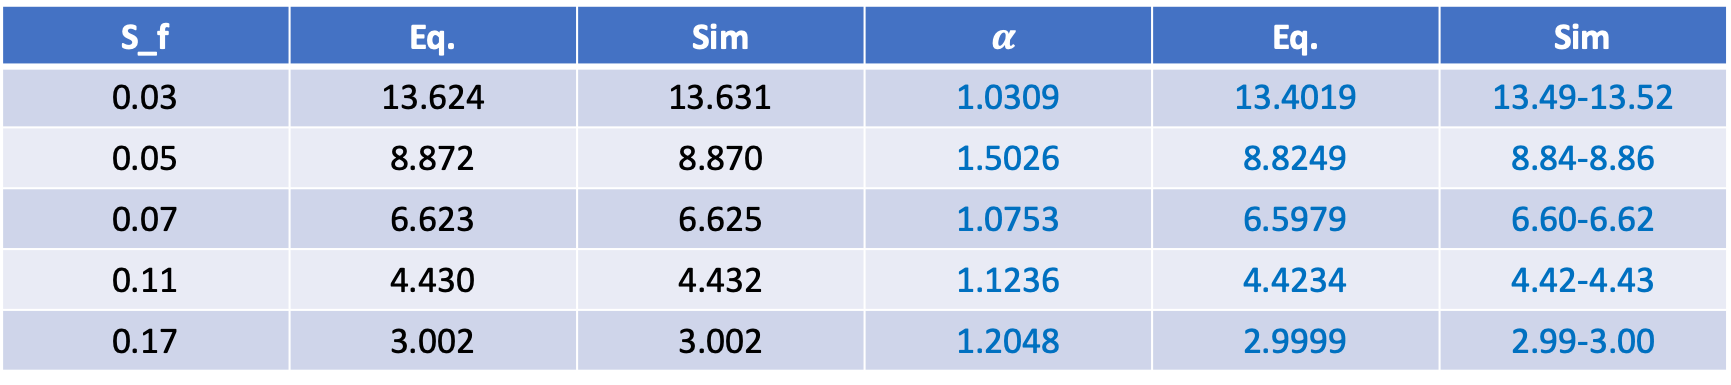 S_f Eq. Sim α Eq. Sim
0.03 13.624 13.631 1.0309 13.4019 13.49-13.52
0.05 8.872 8.870 1.5026 8.8249 8.84-8.86
0.07 6.623 6.625 1.0753 6.5979 6.60-6.62
0.11 4.430 4.432 1.1236 4.4234 4.42-4.43
0.17 3.002 3.002 1.2048 2.9999 2.99-3.00